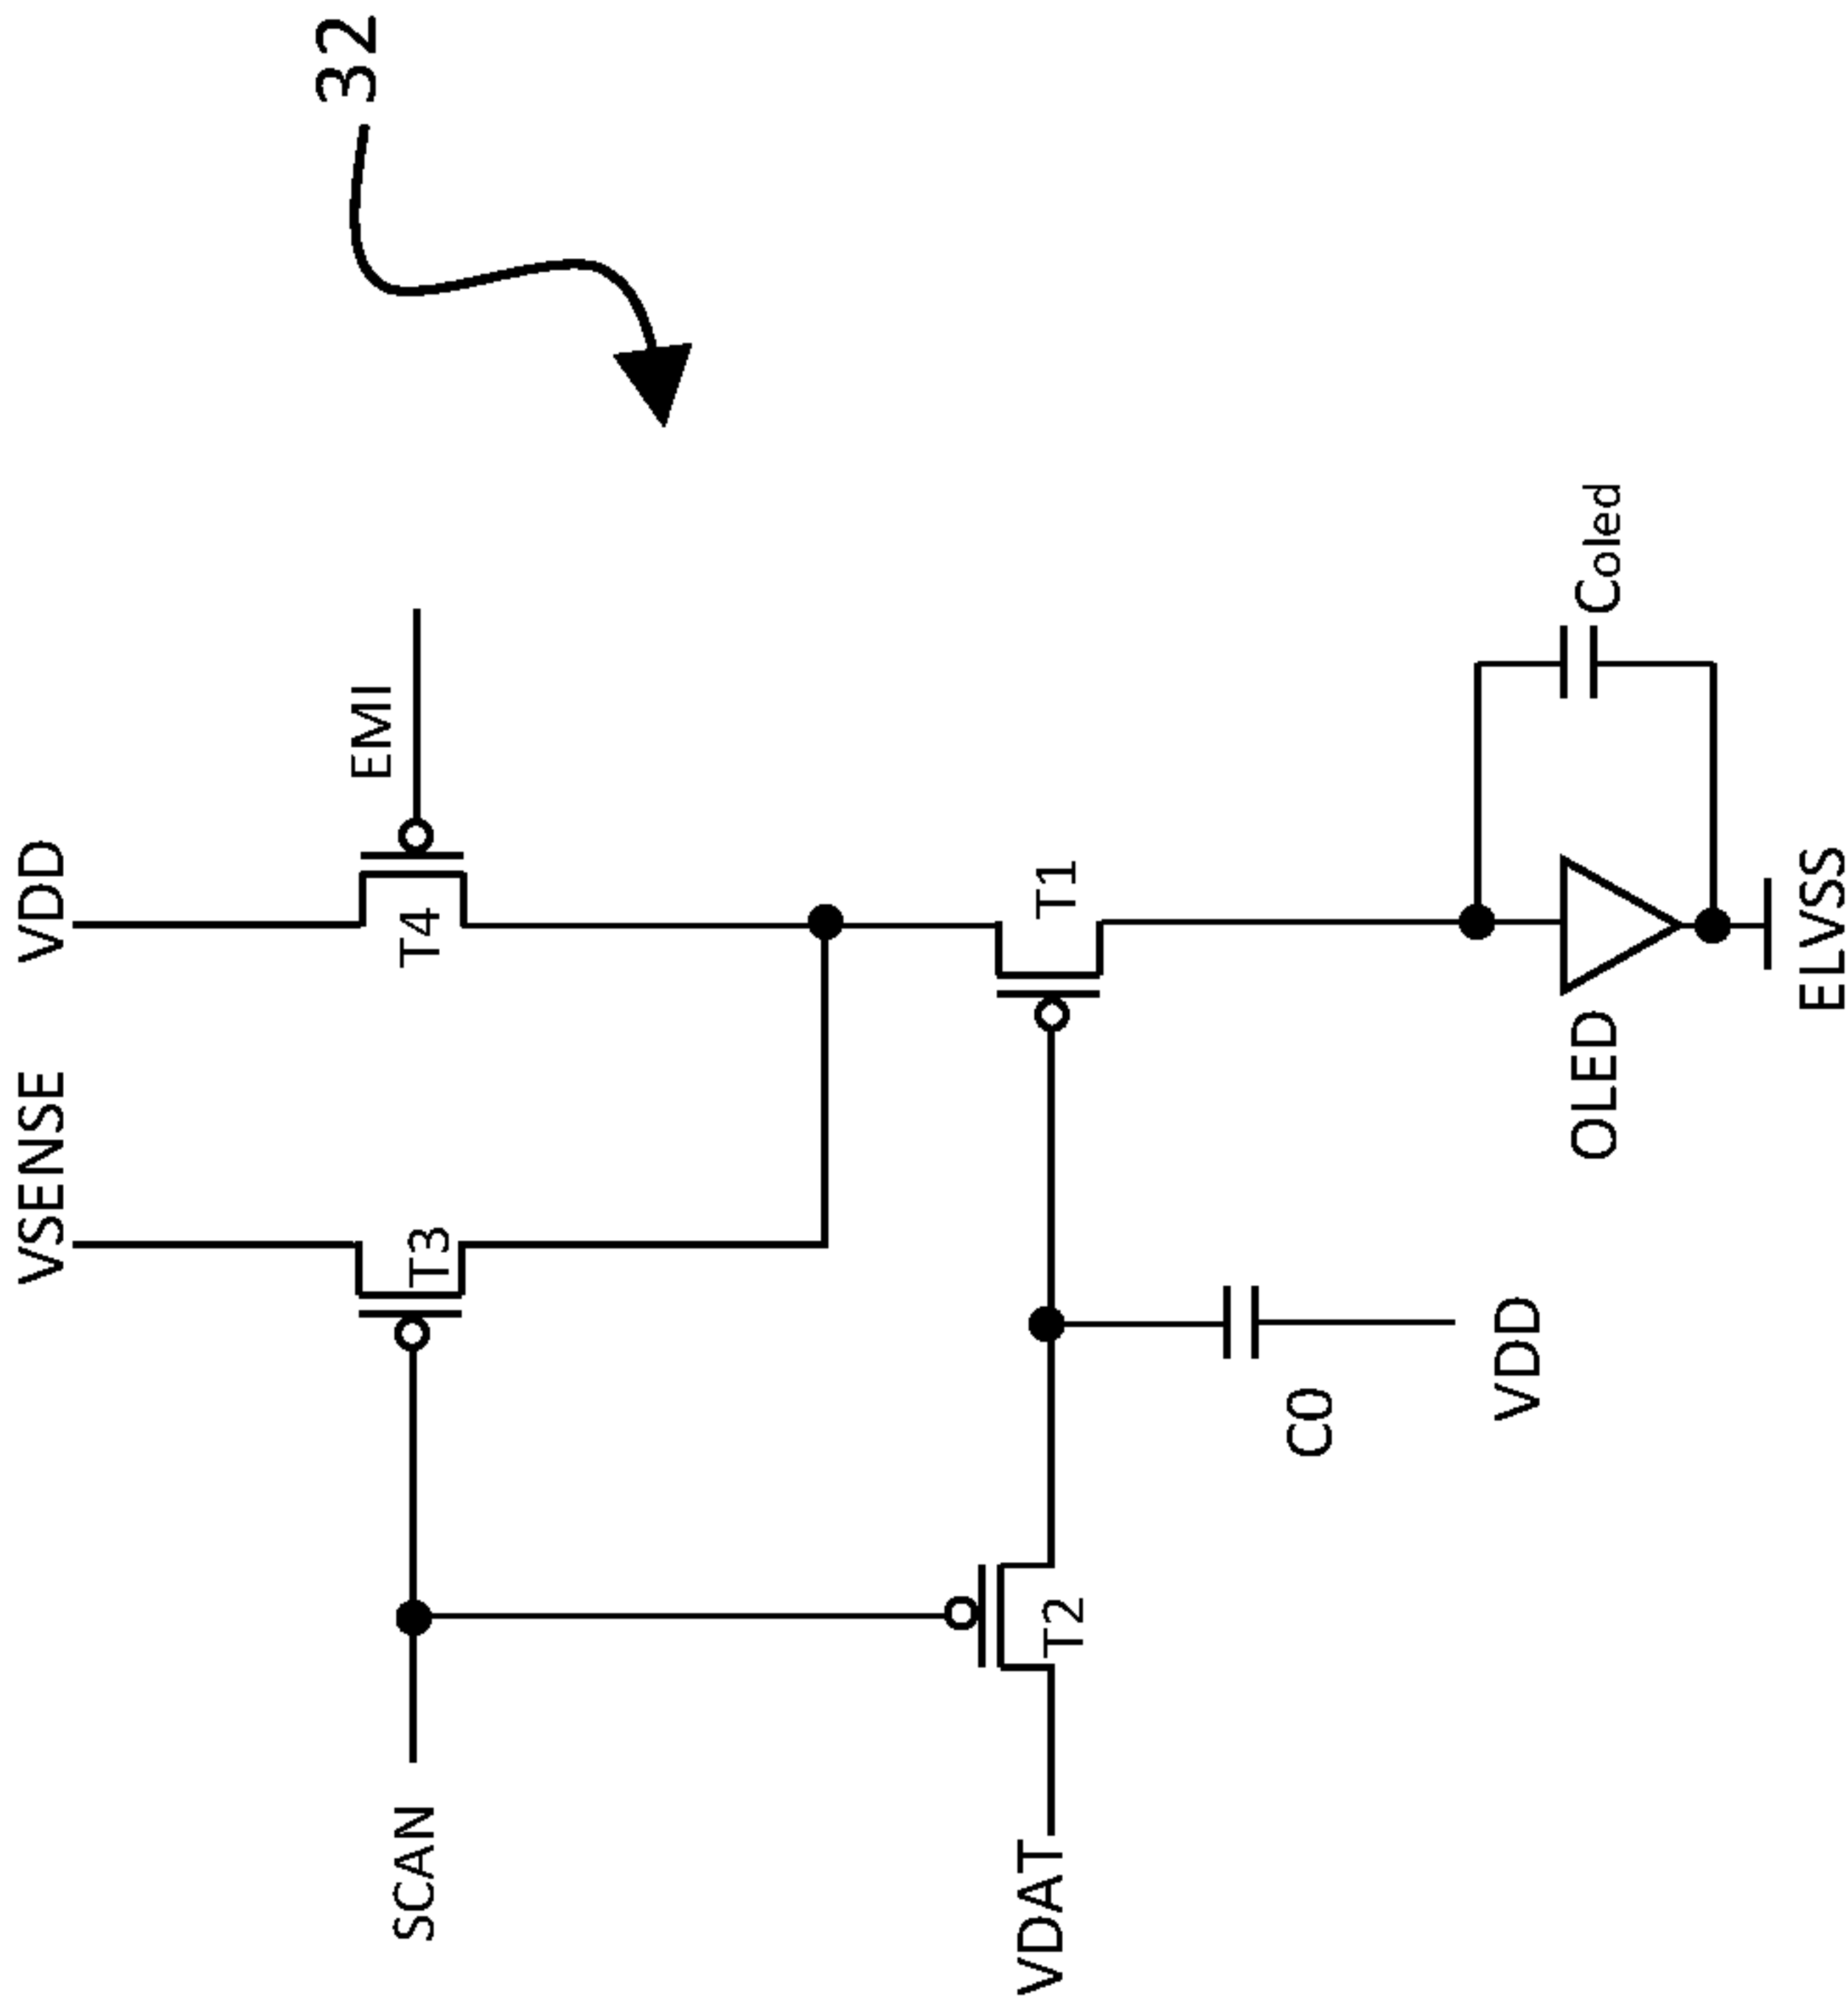 32
VDD
VSENSE
EMI
T4
T3
T1
SCAN
VDAT
T2
C0
VDD
OLED
Coled
ELVSS